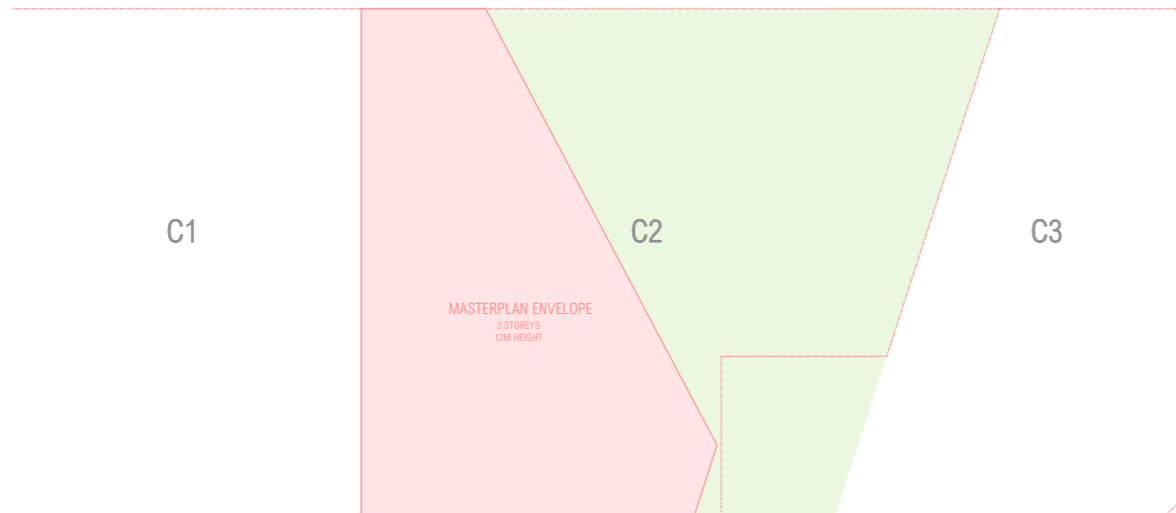 C1
C2
C3
MASTERPLAN ENVELOPE
3 STOREYS
12M HEIGHT